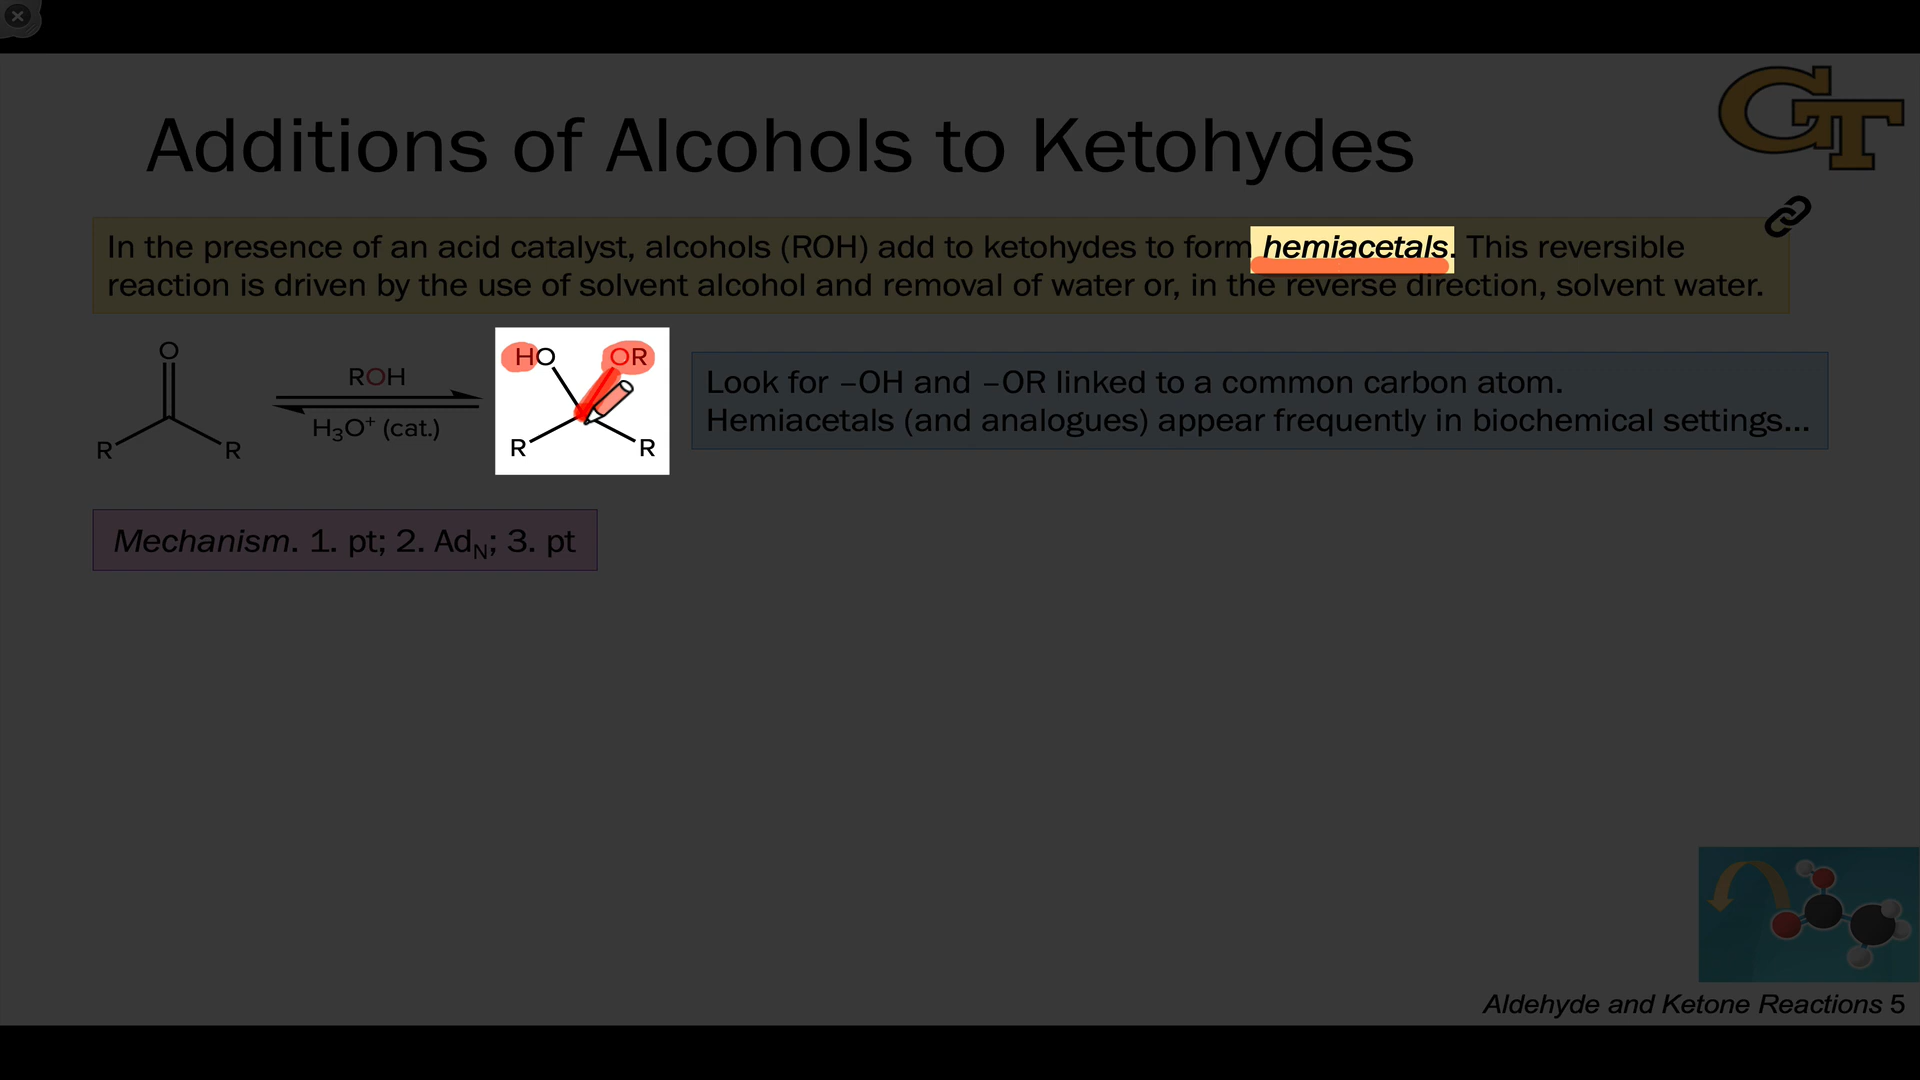 GT
Additions of Alcohols to Ketohydes
In the presence of an acid catalyst, alcohols (ROH) add to ketohydes to form hemiacetals. This reversible
reaction is driven by the use of solvent alcohol and removal of water or, in the reverse direction, solvent water.
O
R R
ROH
H₃O⁺ (cat.)
HO OR
R R
Look for –OH and –OR linked to a common carbon atom.
Hemiacetals (and analogues) appear frequently in biochemical settings...
Mechanism. 1. pt; 2. Ad_N; 3. pt
Aldehyde and Ketone Reactions 5